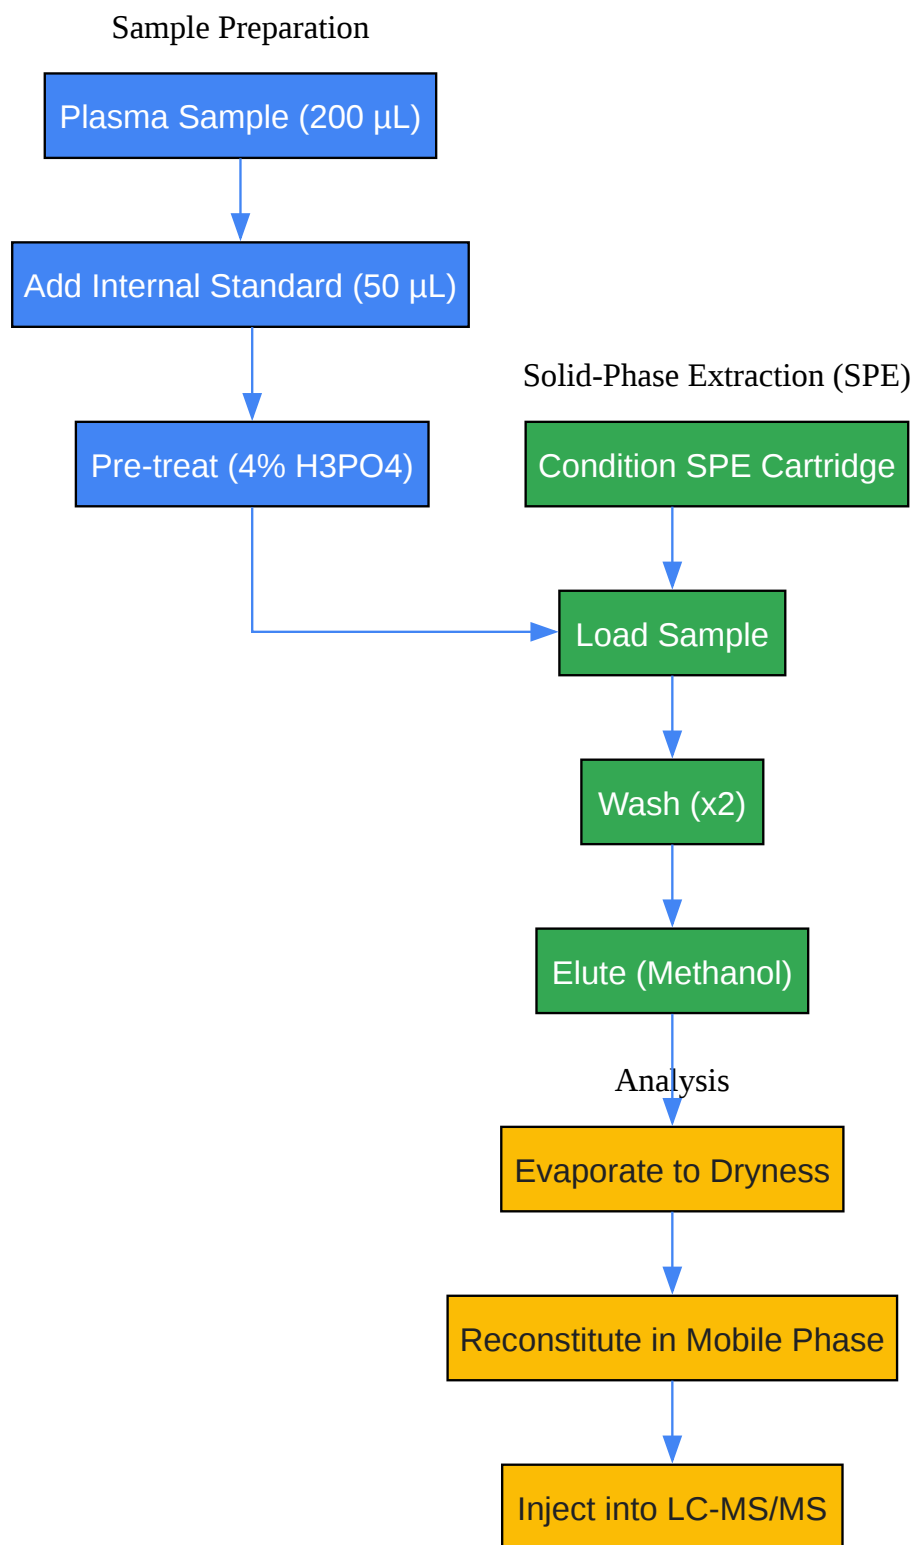 Sample Preparation
Plasma Sample (200 µL)
Add Internal Standard (50 µL)
Pre-treat (4% H3PO4)
Solid-Phase Extraction (SPE)
Condition SPE Cartridge
Load Sample
Wash (x2)
Elute (Methanol)
Analysis
Evaporate to Dryness
Reconstitute in Mobile Phase
Inject into LC-MS/MS